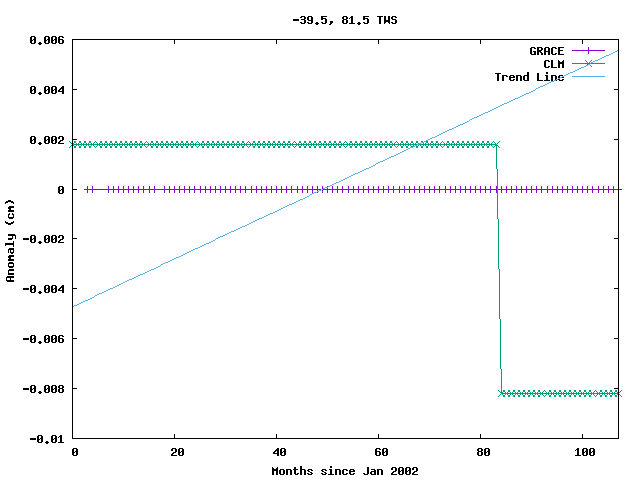 -39.5, 81.5 TWS
0.006
0.004
0.002
0
-0.002
-0.004
-0.006
-0.008
-0.01
Anomaly (cm)
GRACE
CLM
Trend Line
0 20 40 60 80 100
Months since Jan 2002